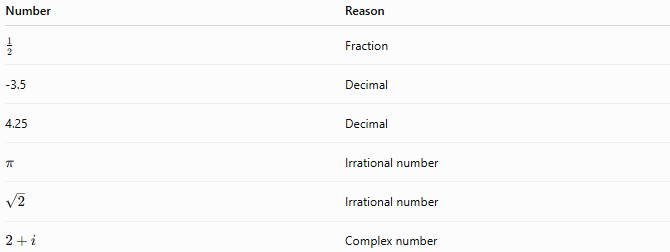 Number Reason
1/2 Fraction
-3.5 Decimal
4.25 Decimal
π Irrational number
√2 Irrational number
2 + i Complex number